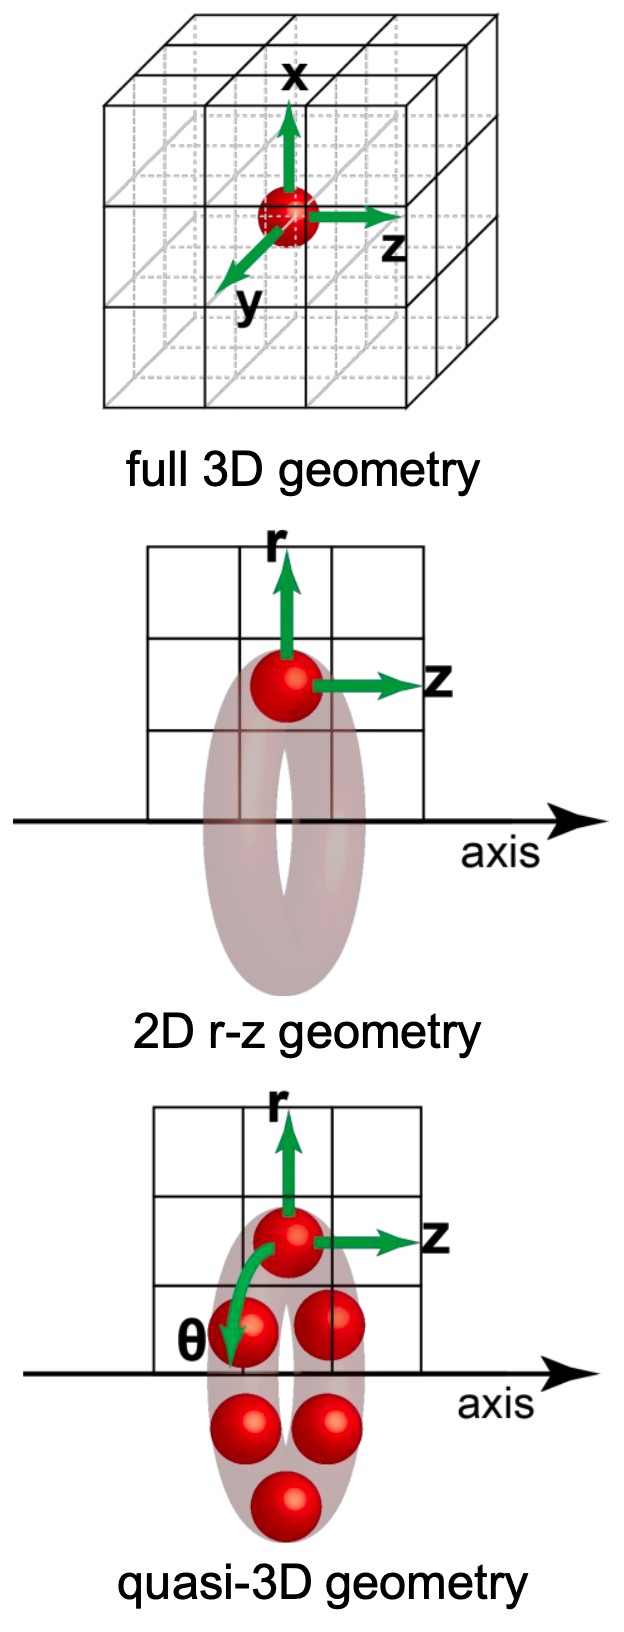 x
z
y
full 3D geometry
r
z
axis
2D r-z geometry
r
z
θ
axis
quasi-3D geometry